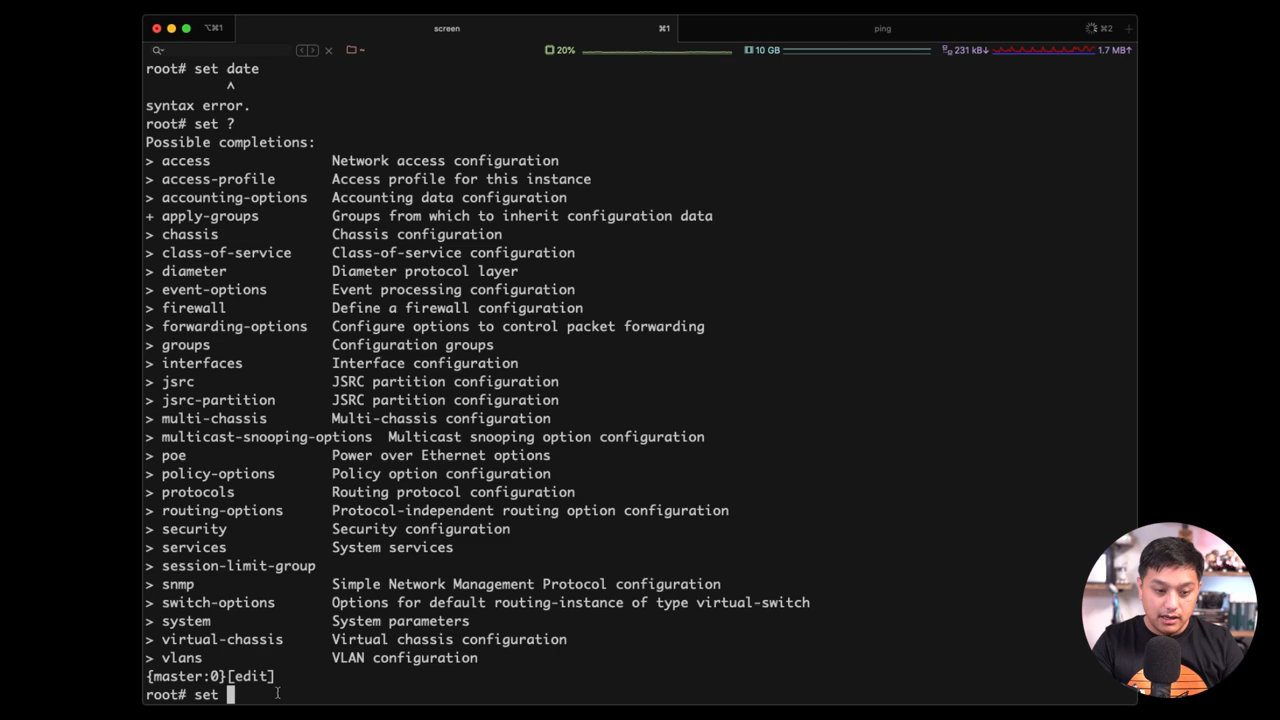 ⌥⌘1 screen ⌘1 ping ⌘2
~ 20% 10 GB 231 kB↓ 1.7 MB↑
root# set date
^
syntax error.
root# set ?
Possible completions:
> access Network access configuration
> access-profile Access profile for this instance
> accounting-options Accounting data configuration
+ apply-groups Groups from which to inherit configuration data
> chassis Chassis configuration
> class-of-service Class-of-service configuration
> diameter Diameter protocol layer
> event-options Event processing configuration
> firewall Define a firewall configuration
> forwarding-options Configure options to control packet forwarding
> groups Configuration groups
> interfaces Interface configuration
> jsrc JSRC partition configuration
> jsrc-partition JSRC partition configuration
> multi-chassis Multi-chassis configuration
> multicast-snooping-options Multicast snooping option configuration
> poe Power over Ethernet options
> policy-options Policy option configuration
> protocols Routing protocol configuration
> routing-options Protocol-independent routing option configuration
> security Security configuration
> services System services
> session-limit-group
> snmp Simple Network Management Protocol configuration
> switch-options Options for default routing-instance of type virtual-switch
> system System parameters
> virtual-chassis Virtual chassis configuration
> vlans VLAN configuration
{master:0}[edit]
root# set